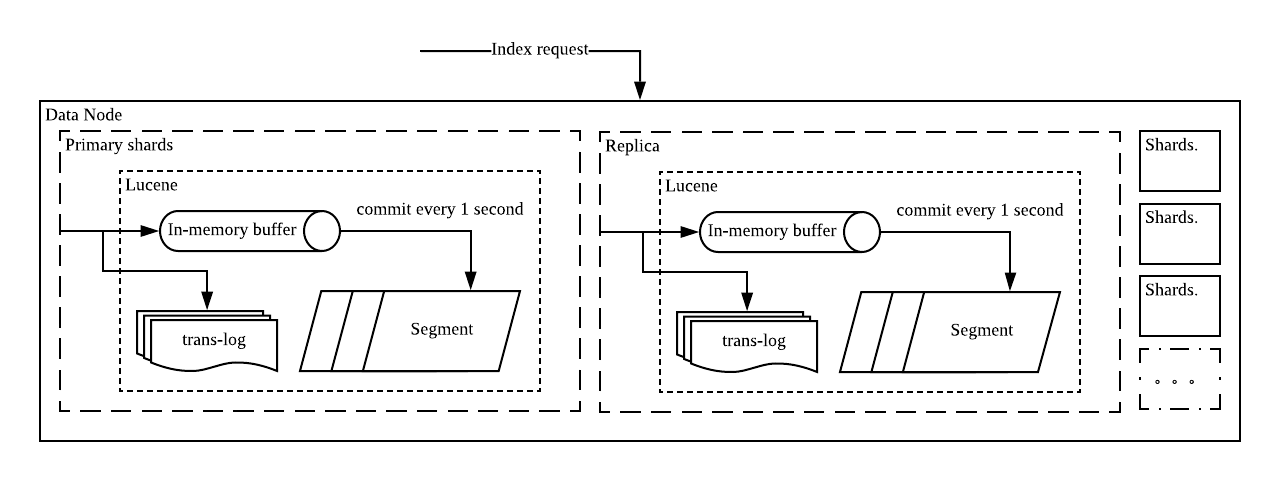 Index request
Data Node
Primary shards
Lucene
In-memory buffer
commit every 1 second
trans-log
Segment
Replica
Lucene
In-memory buffer
commit every 1 second
trans-log
Segment
Shards.
Shards.
Shards.
。。。